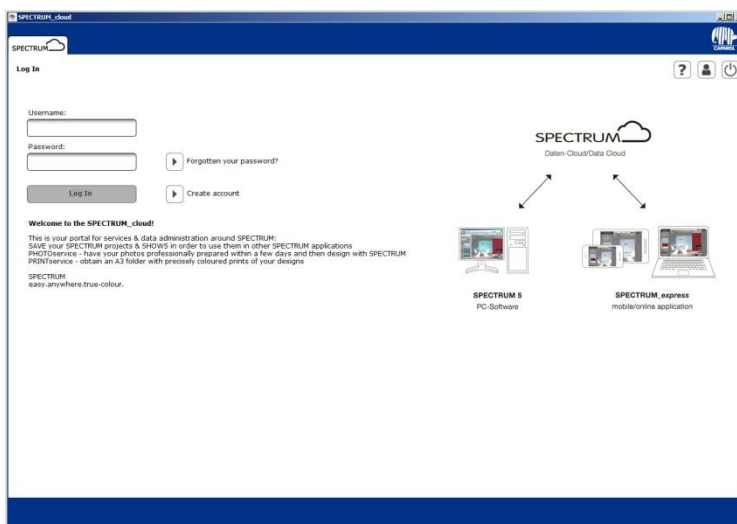 SPECTRUM_cloud
SPECTRUM
CAPAROL
Log In
?
Username:
Password:
Forgotten your password?
Log In
Create account
Welcome to the SPECTRUM_cloud!
This is your portal for services & data administration around SPECTRUM:
SAVE your SPECTRUM projects & SHOWS in order to use them in other SPECTRUM applications
PHOTOservice - have your photos professionally prepared within a few days and then design with SPECTRUM
PRINTservice - obtain an A3 folder with precisely coloured prints of your designs
SPECTRUM
easy.anywhere.true-colour.
SPECTRUM
Daten-Cloud/Data Cloud
SPECTRUM 5
PC-Software
SPECTRUM_express
mobile/online application